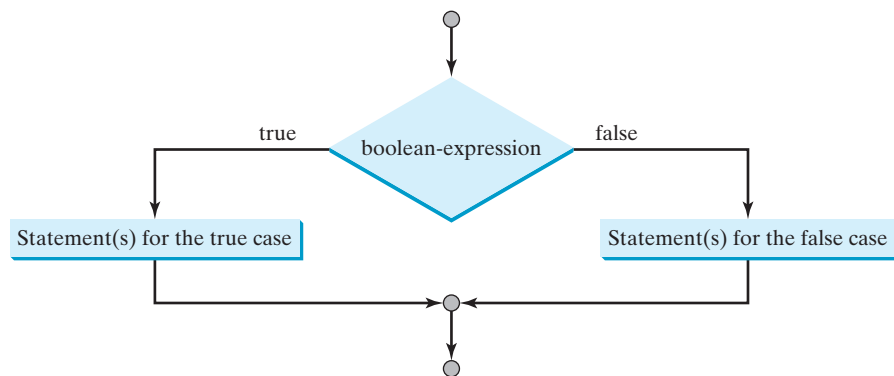 true
false
boolean-expression
Statement(s) for the true case
Statement(s) for the false case